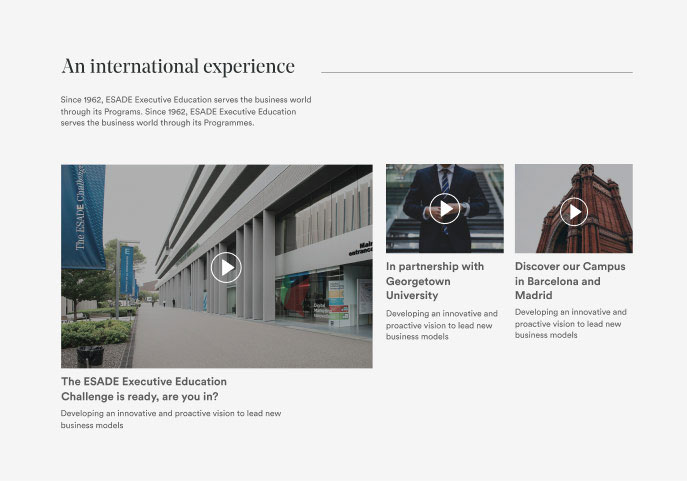 An international experience
Since 1962, ESADE Executive Education serves the business world
through its Programs. Since 1962, ESADE Executive Education
serves the business world through its Programmes.
The ESADE Challenge
Main
entrance
Digital
The ESADE Executive Education
Challenge is ready, are you in?
Developing an innovative and proactive vision to lead new
business models
In partnership with
Georgetown
University
Developing an innovative and
proactive vision to lead new
business models
Discover our Campus
in Barcelona and
Madrid
Developing an innovative and
proactive vision to lead new
business models